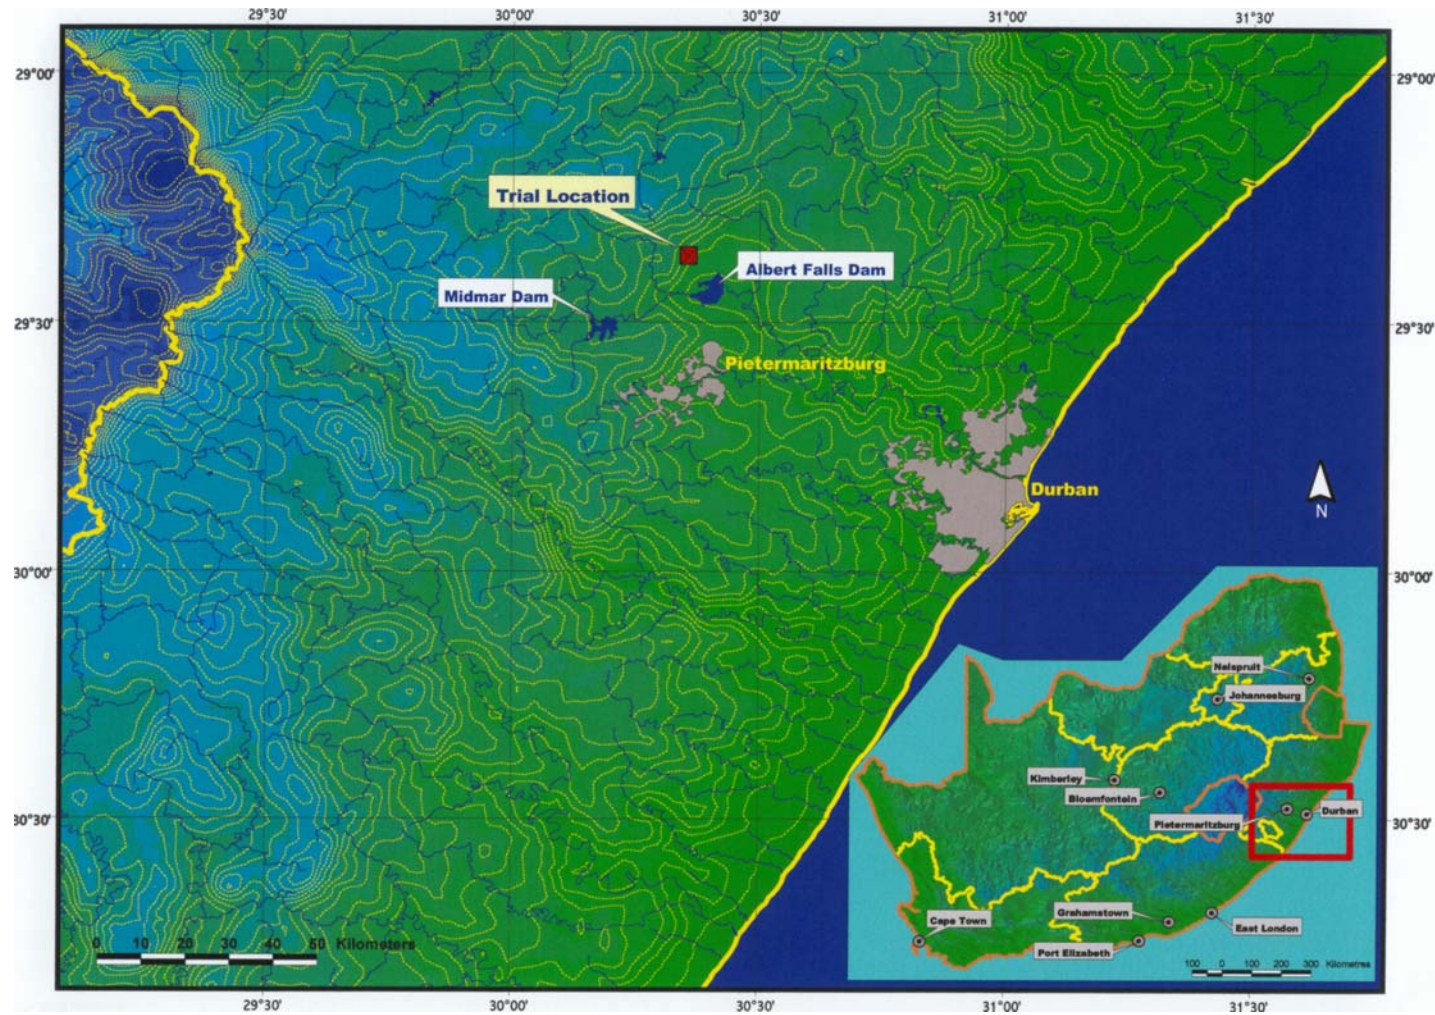 29°30'
30°00'
30°30'
31°00'
31°30'
29°00'
29°00'
Trial Location
Albert Falls Dam
Midmar Dam
29°30'
29°30'
Pietermaritzburg
Durban
N
30°00'
30°00'
Nelspruit
Johannesburg
Kimberley
Bloemfontein
Pietermaritzburg
Durban
30°30'
30°30'
Grahamstown
Cape Town
East London
Port Elizabeth
0 10 20 30 40 50 Kilometers
100 0 100 200 300 Kilometres
29°30'
30°00'
31°00'
31°30'